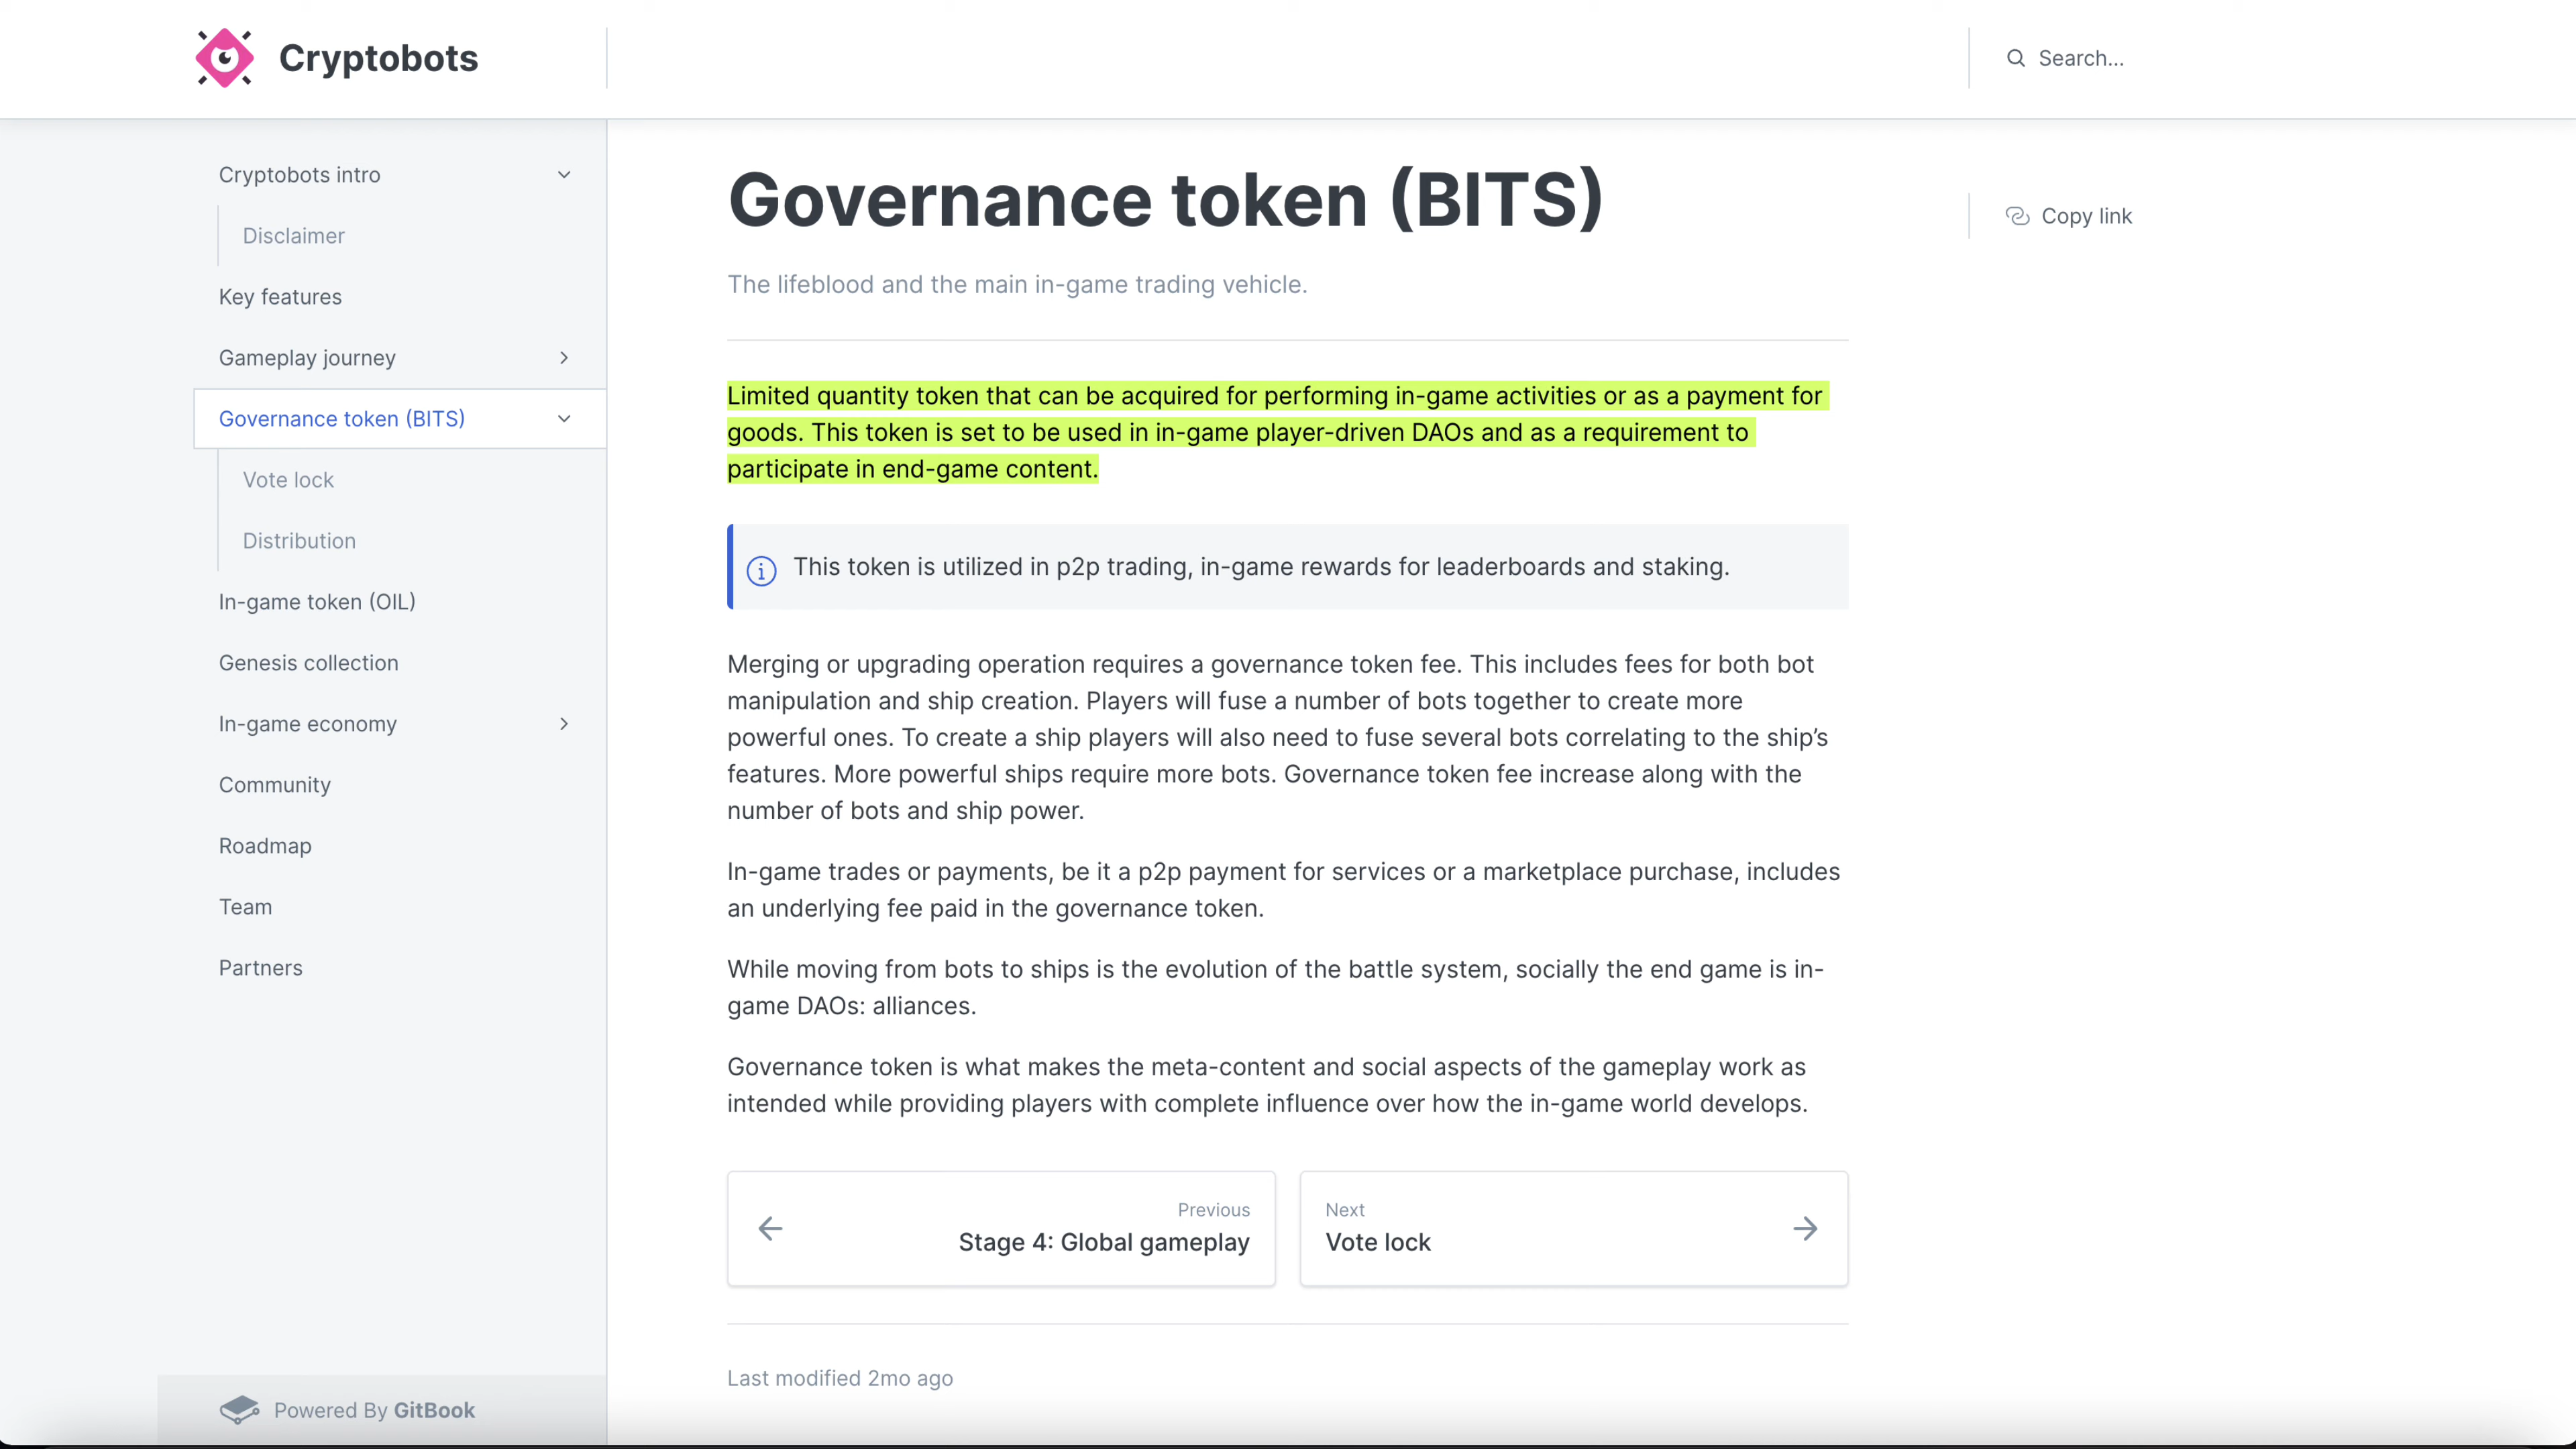 Cryptobots
Search...
Cryptobots intro
Disclaimer
Key features
Gameplay journey
Governance token (BITS)
Vote lock
Distribution
In-game token (OIL)
Genesis collection
In-game economy
Community
Roadmap
Team
Partners
Powered By GitBook
Governance token (BITS)
Copy link
The lifeblood and the main in-game trading vehicle.
Limited quantity token that can be acquired for performing in-game activities or as a payment for
goods. This token is set to be used in in-game player-driven DAOs and as a requirement to
participate in end-game content.
This token is utilized in p2p trading, in-game rewards for leaderboards and staking.
Merging or upgrading operation requires a governance token fee. This includes fees for both bot
manipulation and ship creation. Players will fuse a number of bots together to create more
powerful ones. To create a ship players will also need to fuse several bots correlating to the ship’s
features. More powerful ships require more bots. Governance token fee increase along with the
number of bots and ship power.
In-game trades or payments, be it a p2p payment for services or a marketplace purchase, includes
an underlying fee paid in the governance token.
While moving from bots to ships is the evolution of the battle system, socially the end game is in-
game DAOs: alliances.
Governance token is what makes the meta-content and social aspects of the gameplay work as
intended while providing players with complete influence over how the in-game world develops.
Previous
Stage 4: Global gameplay
Next
Vote lock
Last modified 2mo ago